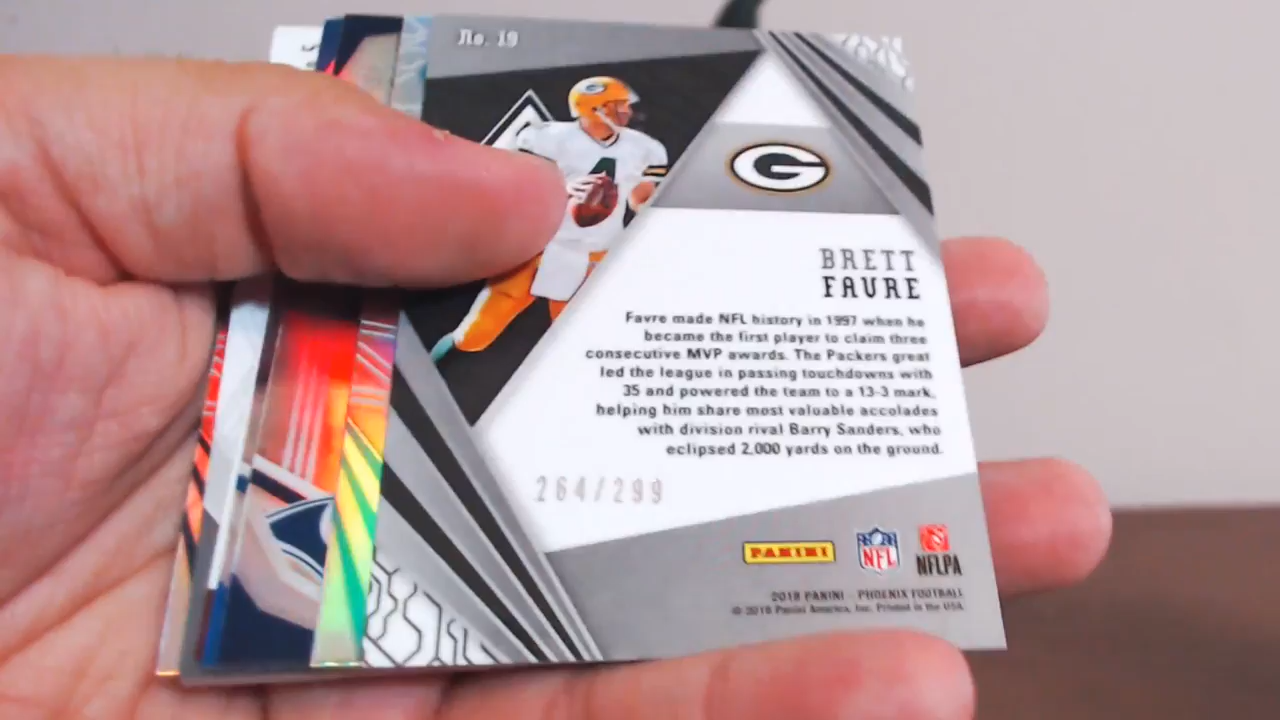 No. 19
4
G
BRETT
FAVRE
Favre made NFL history in 1997 when he
became the first player to claim three
consecutive MVP awards. The Packers great
led the league in passing touchdowns with
35 and powered the team to a 13-3 mark,
helping him share most valuable accolades
with division rival Barry Sanders, who
eclipsed 2,000 yards on the ground.
264/299
PANINI
NFL
NFLPA
2018 PANINI - PHOENIX FOOTBALL
© 2018 Panini America, Inc. Printed in the USA